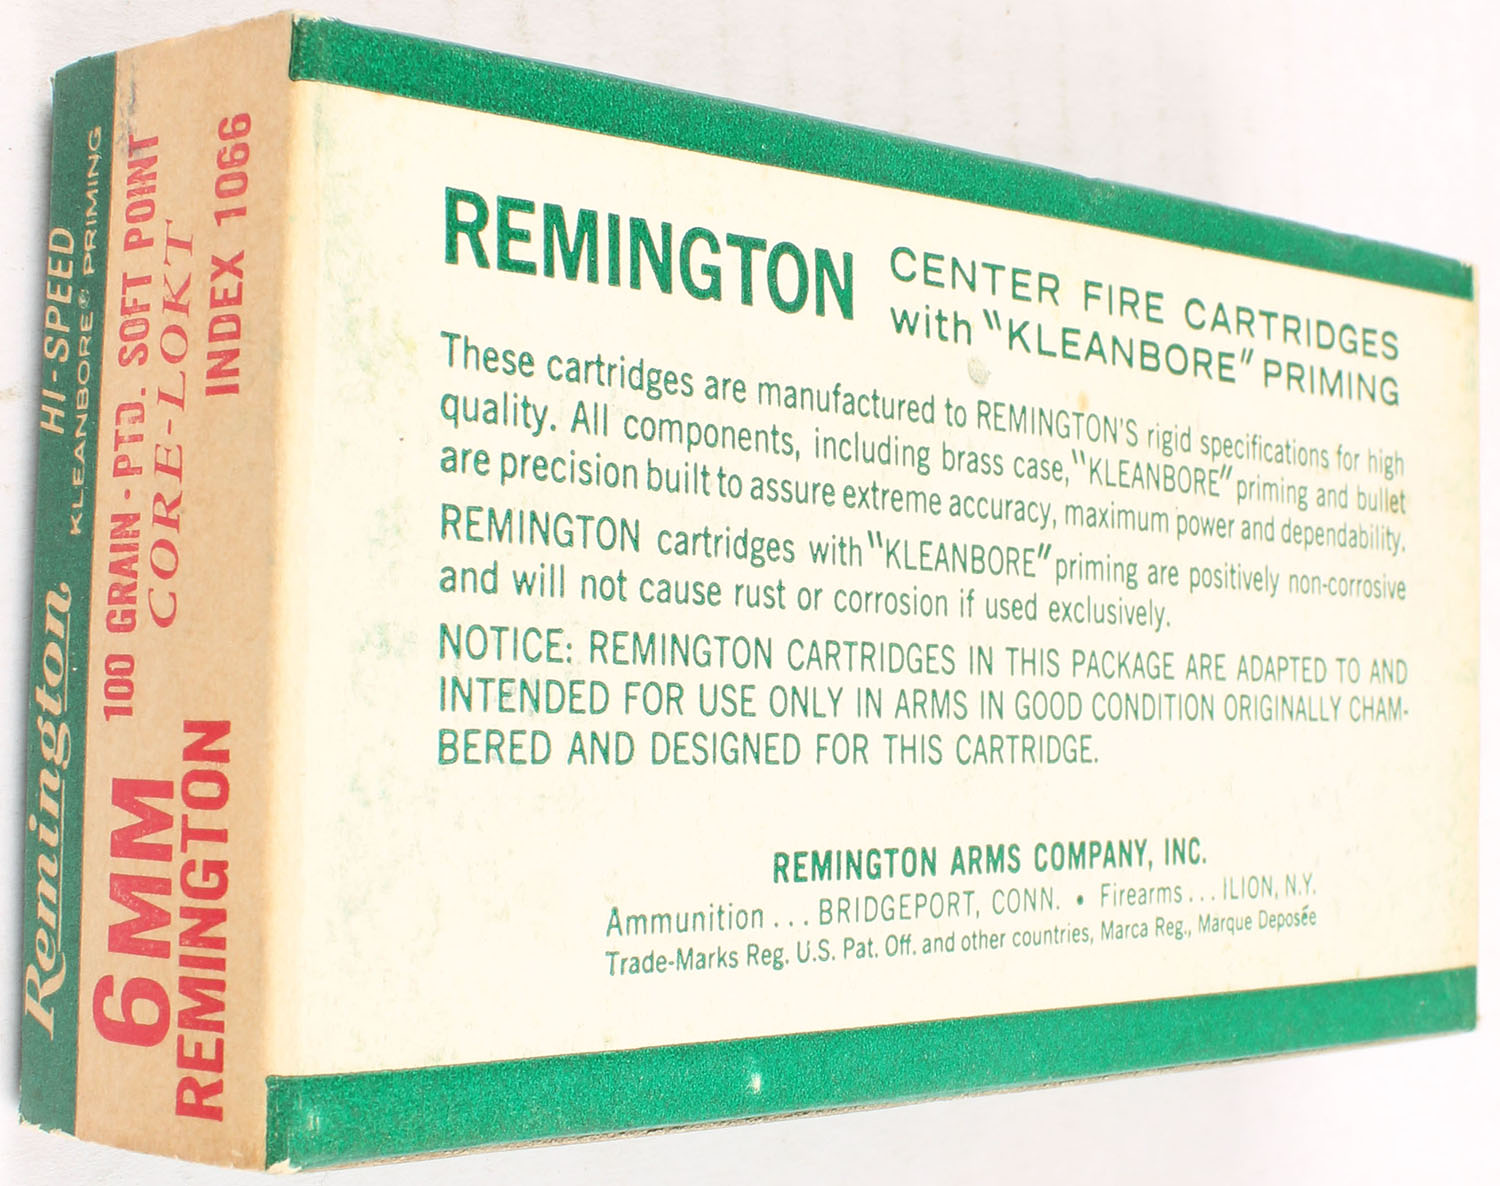 Remington HI-SPEED
KLEANBORE® PRIMING
6MM 100 GRAIN - PTD. SOFT POINT
CORE-LOKT
REMINGTON INDEX 1066
REMINGTON CENTER FIRE CARTRIDGES
with "KLEANBORE" PRIMING
These cartridges are manufactured to REMINGTON'S rigid specifications for high
quality. All components, including brass case, "KLEANBORE" priming and bullet
are precision built to assure extreme accuracy, maximum power and dependability.
REMINGTON cartridges with "KLEANBORE" priming are positively non-corrosive
and will not cause rust or corrosion if used exclusively.
NOTICE: REMINGTON CARTRIDGES IN THIS PACKAGE ARE ADAPTED TO AND
INTENDED FOR USE ONLY IN ARMS IN GOOD CONDITION ORIGINALLY CHAM-
BERED AND DESIGNED FOR THIS CARTRIDGE.
REMINGTON ARMS COMPANY, INC.
Ammunition ... BRIDGEPORT, CONN. • Firearms ... ILION, N.Y.
Trade-Marks Reg. U.S. Pat. Off. and other countries, Marca Reg., Marque Deposée